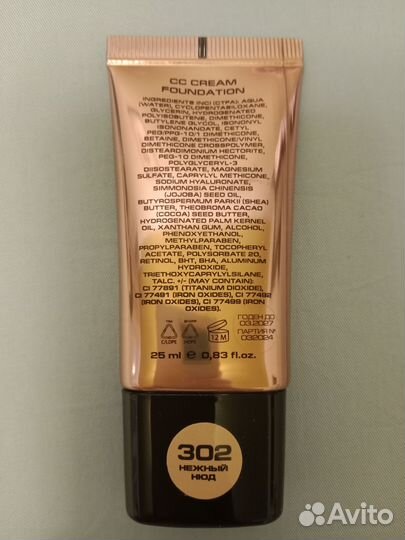 CC CREAM
FOUNDATION
INGREDIENTS INCI (CTFA): AQUA
(WATER), CYCLOPENTASILOXANE,
GLYCERIN, HYDROGENATED
POLYISOBUTENE, DIMETHICONE,
BUTYLENE GLYCOL, ISONONYL
ISONONANOATE, CETYL
PEG/PPG-10/1 DIMETHICONE,
BETAINE, DIMETHICONE/VINYL
DIMETHICONE CROSSPOLYMER,
DISTEARDIMONIUM HECTORITE,
PEG-10 DIMETHICONE,
POLYGLYCERYL-3
DIISOSTEARATE, MAGNESIUM
SULFATE, CAPRYLYL METHICONE,
SODIUM HYALURONATE,
SIMMONDSIA CHINENSIS
(JOJOBA) SEED OIL,
BUTYROSPERMUM PARKII (SHEA)
BUTTER, THEOBROMA CACAO
(COCOA) SEED BUTTER,
HYDROGENATED PALM KERNEL
OIL, XANTHAN GUM, ALCOHOL,
PHENOXYETHANOL,
METHYLPARABEN,
PROPYLPARABEN, TOCOPHERYL
ACETATE, POLYSORBATE 20,
RETINOL, BHT, BHA, ALUMINUM
HYDROXIDE,
TRIETHOXYCAPRYLYLSILANE,
TALC. +/- (MAY CONTAIN):
CI 77891 (TITANIUM DIOXIDE),
CI 77491 (IRON OXIDES), CI 77492
(IRON OXIDES), CI 77499 (IRON
OXIDES).
ГОДЕН ДО
03.2027
ПАРТИЯ №
032024
C/LDPE C/LDPE 12 M
25 ml e 0,83 fl.oz.
302
НЕЖНЫЙ
НЮД
Avito